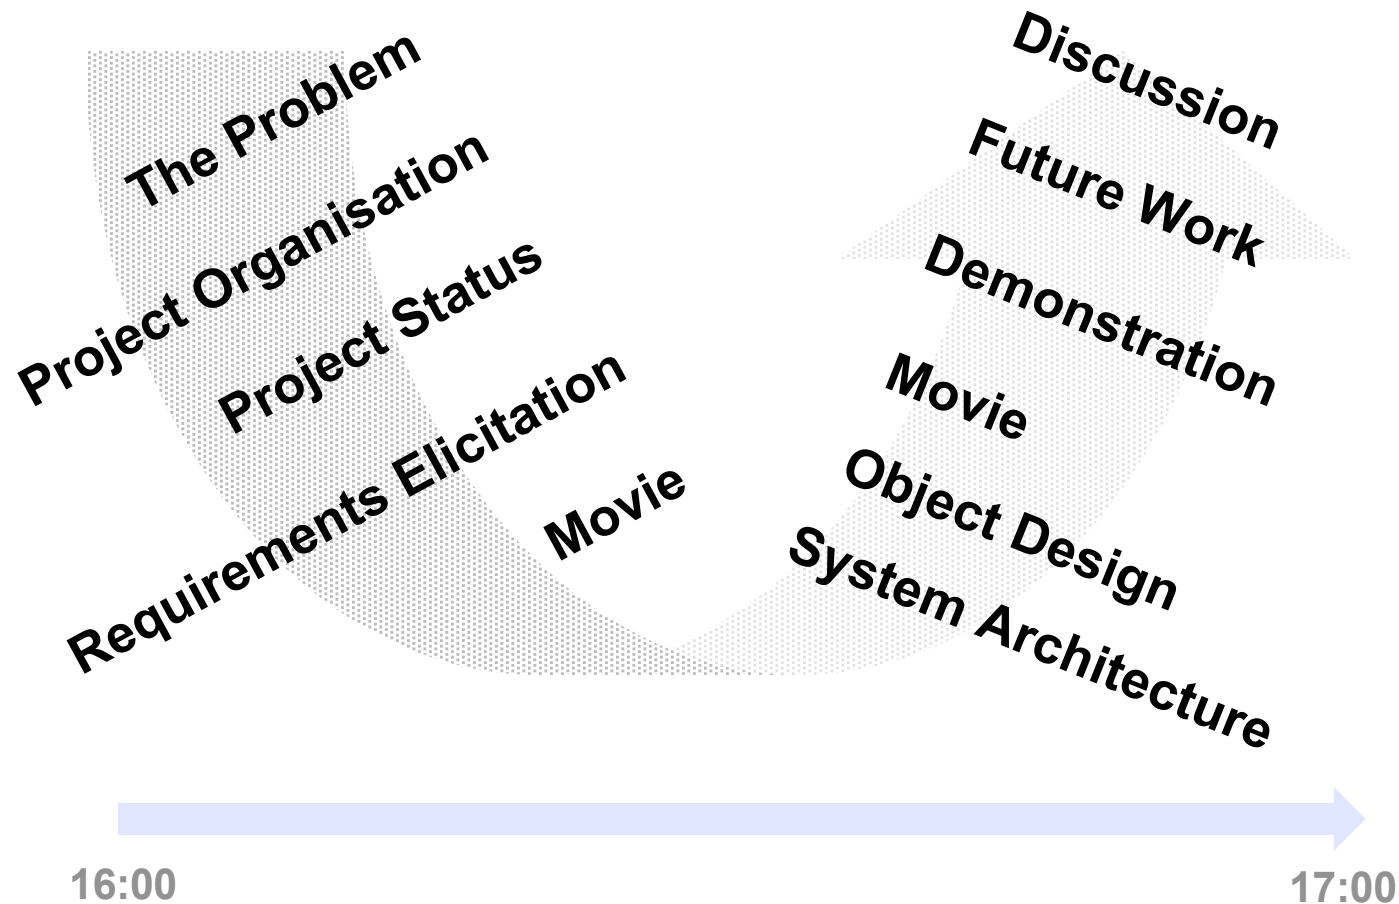 The Problem
Project Organisation
Project Status
Requirements Elicitation
Movie
System Architecture
Object Design
Movie
Demonstration
Future Work
Discussion
16:00
17:00